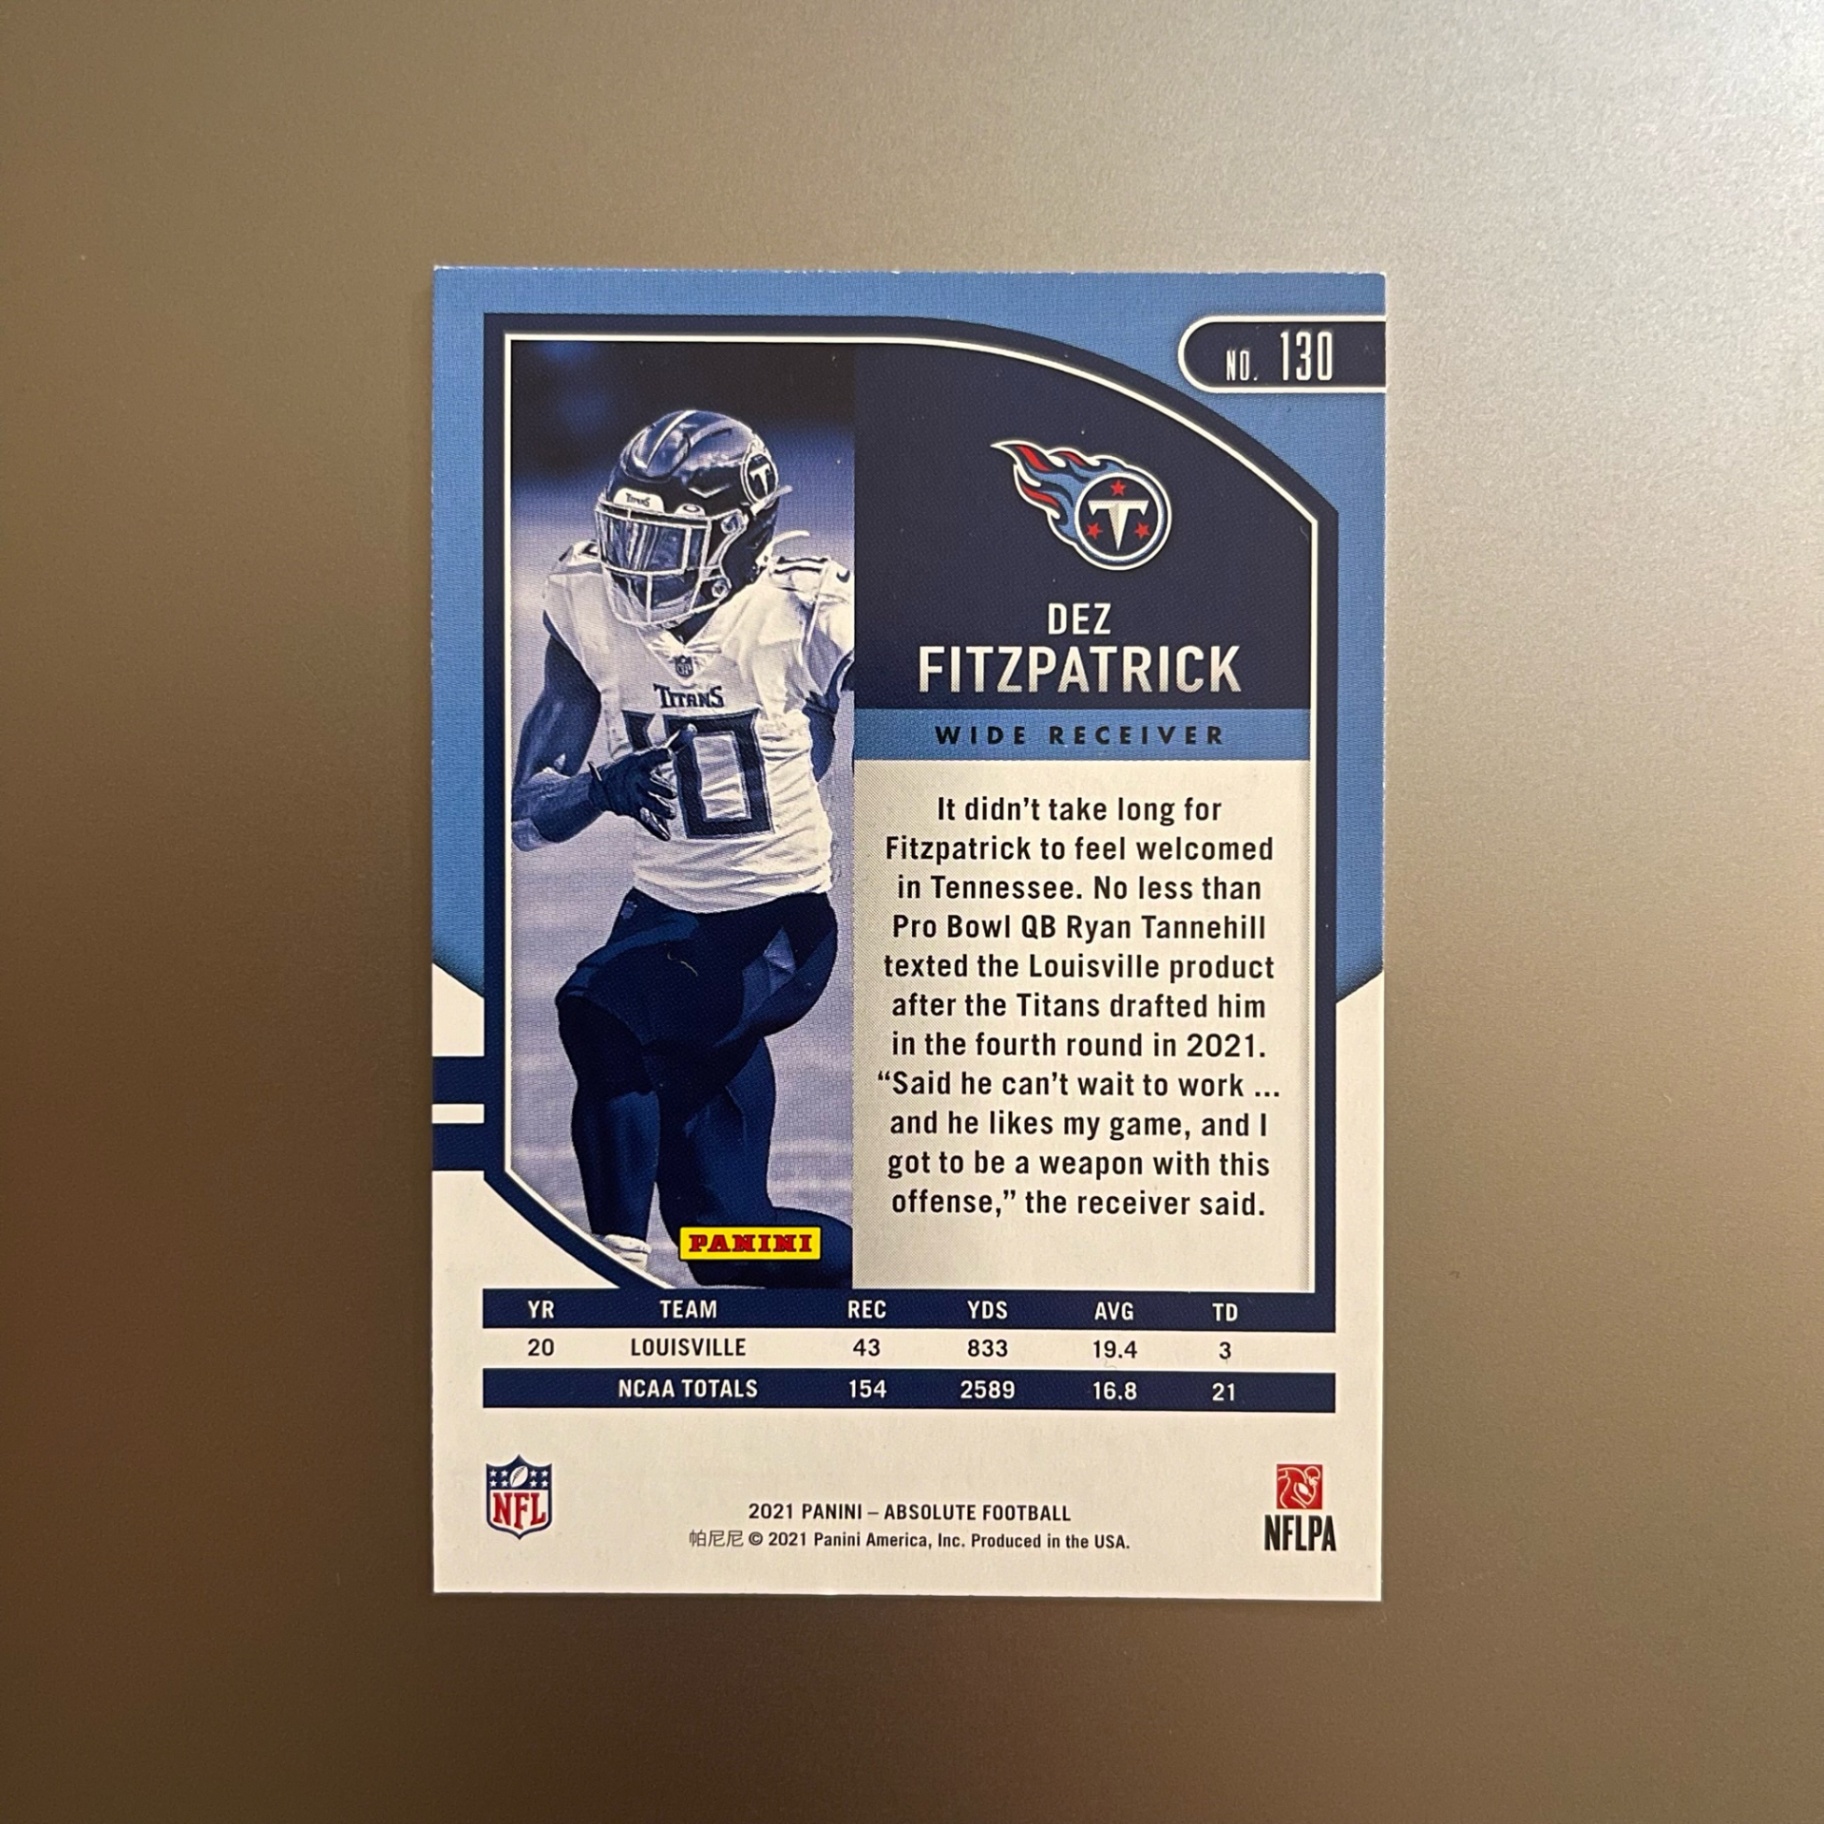 NO. 130
TITANS
T
TITANS
10
T
DEZ
FITZPATRICK
WIDE RECEIVER
It didn’t take long for
Fitzpatrick to feel welcomed
in Tennessee. No less than
Pro Bowl QB Ryan Tannehill
texted the Louisville product
after the Titans drafted him
in the fourth round in 2021.
“Said he can’t wait to work ...
and he likes my game, and I
got to be a weapon with this
offense,” the receiver said.
PANINI
YR TEAM REC YDS AVG TD
20 LOUISVILLE 43 833 19.4 3
NCAA TOTALS 154 2589 16.8 21
NFL
2021 PANINI – ABSOLUTE FOOTBALL
帕尼尼 © 2021 Panini America, Inc. Produced in the USA.
NFLPA